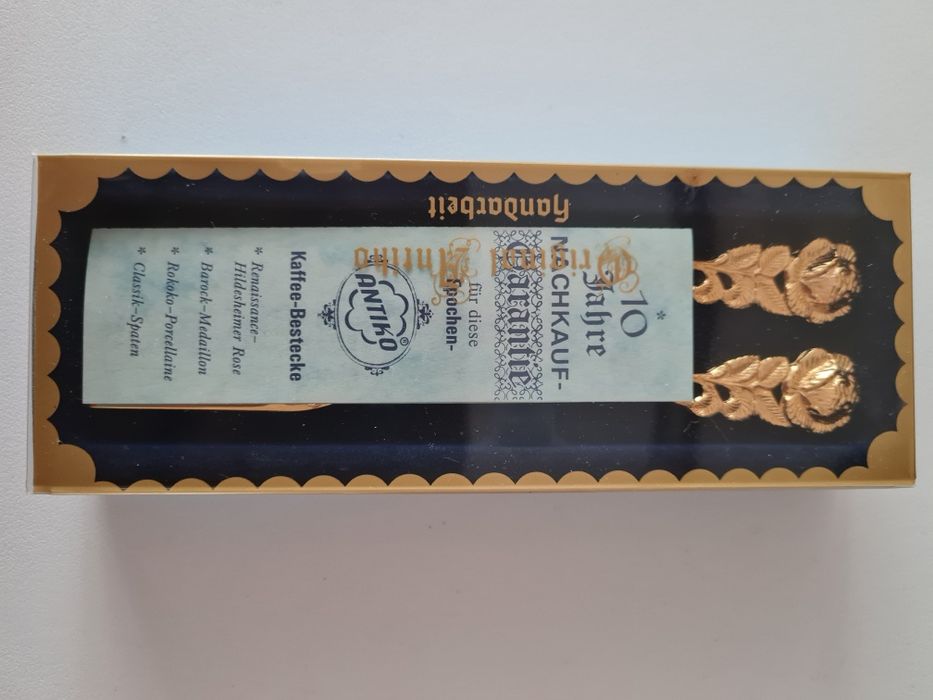 Handarbeit
Original Antiko
10
Jahre
*
NACHKAUF-
Garantie
für diese
Epochen-
ANTIKO®
Kaffee-Bestecke
* Renaissance-
Hildesheimer Rose
* Barock-Medaillon
* Rokoko-Porcellaine
* Classik-Spaten